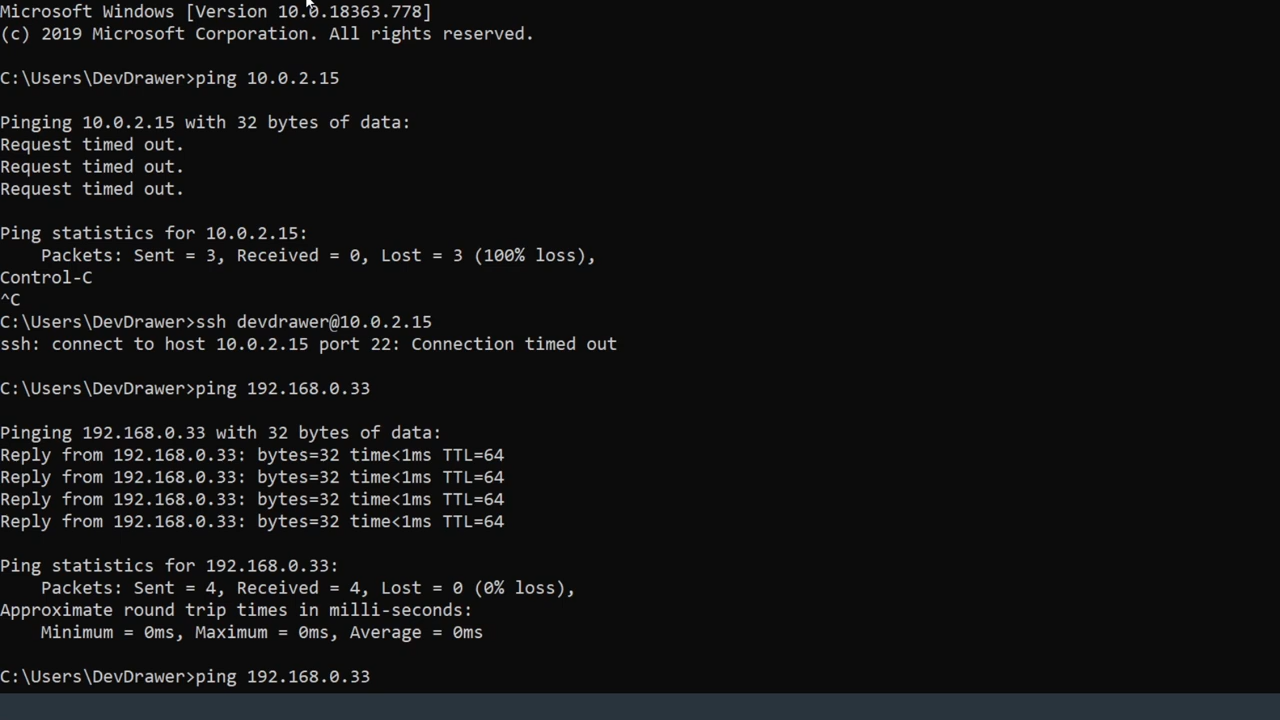 Microsoft Windows [Version 10.0.18363.778]
(c) 2019 Microsoft Corporation. All rights reserved.
C:\Users\DevDrawer>ping 10.0.2.15
Pinging 10.0.2.15 with 32 bytes of data:
Request timed out.
Request timed out.
Request timed out.
Ping statistics for 10.0.2.15:
    Packets: Sent = 3, Received = 0, Lost = 3 (100% loss),
Control-C
^C
C:\Users\DevDrawer>ssh devdrawer@10.0.2.15
ssh: connect to host 10.0.2.15 port 22: Connection timed out
C:\Users\DevDrawer>ping 192.168.0.33
Pinging 192.168.0.33 with 32 bytes of data:
Reply from 192.168.0.33: bytes=32 time<1ms TTL=64
Reply from 192.168.0.33: bytes=32 time<1ms TTL=64
Reply from 192.168.0.33: bytes=32 time<1ms TTL=64
Reply from 192.168.0.33: bytes=32 time<1ms TTL=64
Ping statistics for 192.168.0.33:
    Packets: Sent = 4, Received = 4, Lost = 0 (0% loss),
Approximate round trip times in milli-seconds:
    Minimum = 0ms, Maximum = 0ms, Average = 0ms
C:\Users\DevDrawer>ping 192.168.0.33